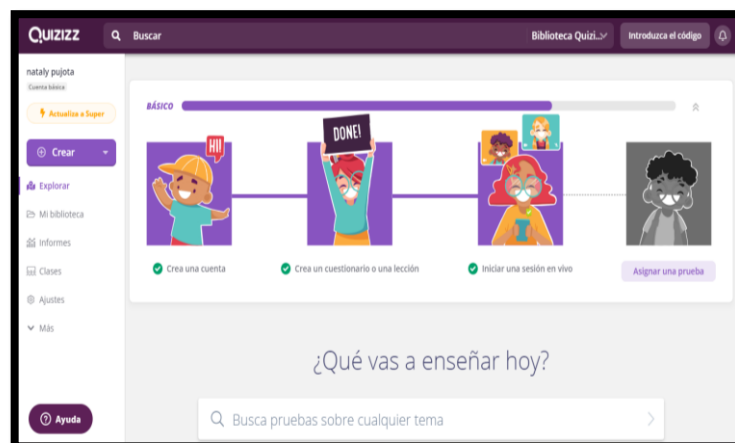 QUIZIZZ
Buscar
Biblioteca Quizi..
Introduzca el código
nataly pujota
Cuenta básica
Actualiza a Super
Crear
Explorar
Mi biblioteca
Informes
Clases
Ajustes
Más
Ayuda
BÁSICO
HI!
DONE!
Crea una cuenta
Crea un cuestionario o una lección
Iniciar una sesión en vivo
Asignar una prueba
¿Qué vas a enseñar hoy?
Busca pruebas sobre cualquier tema